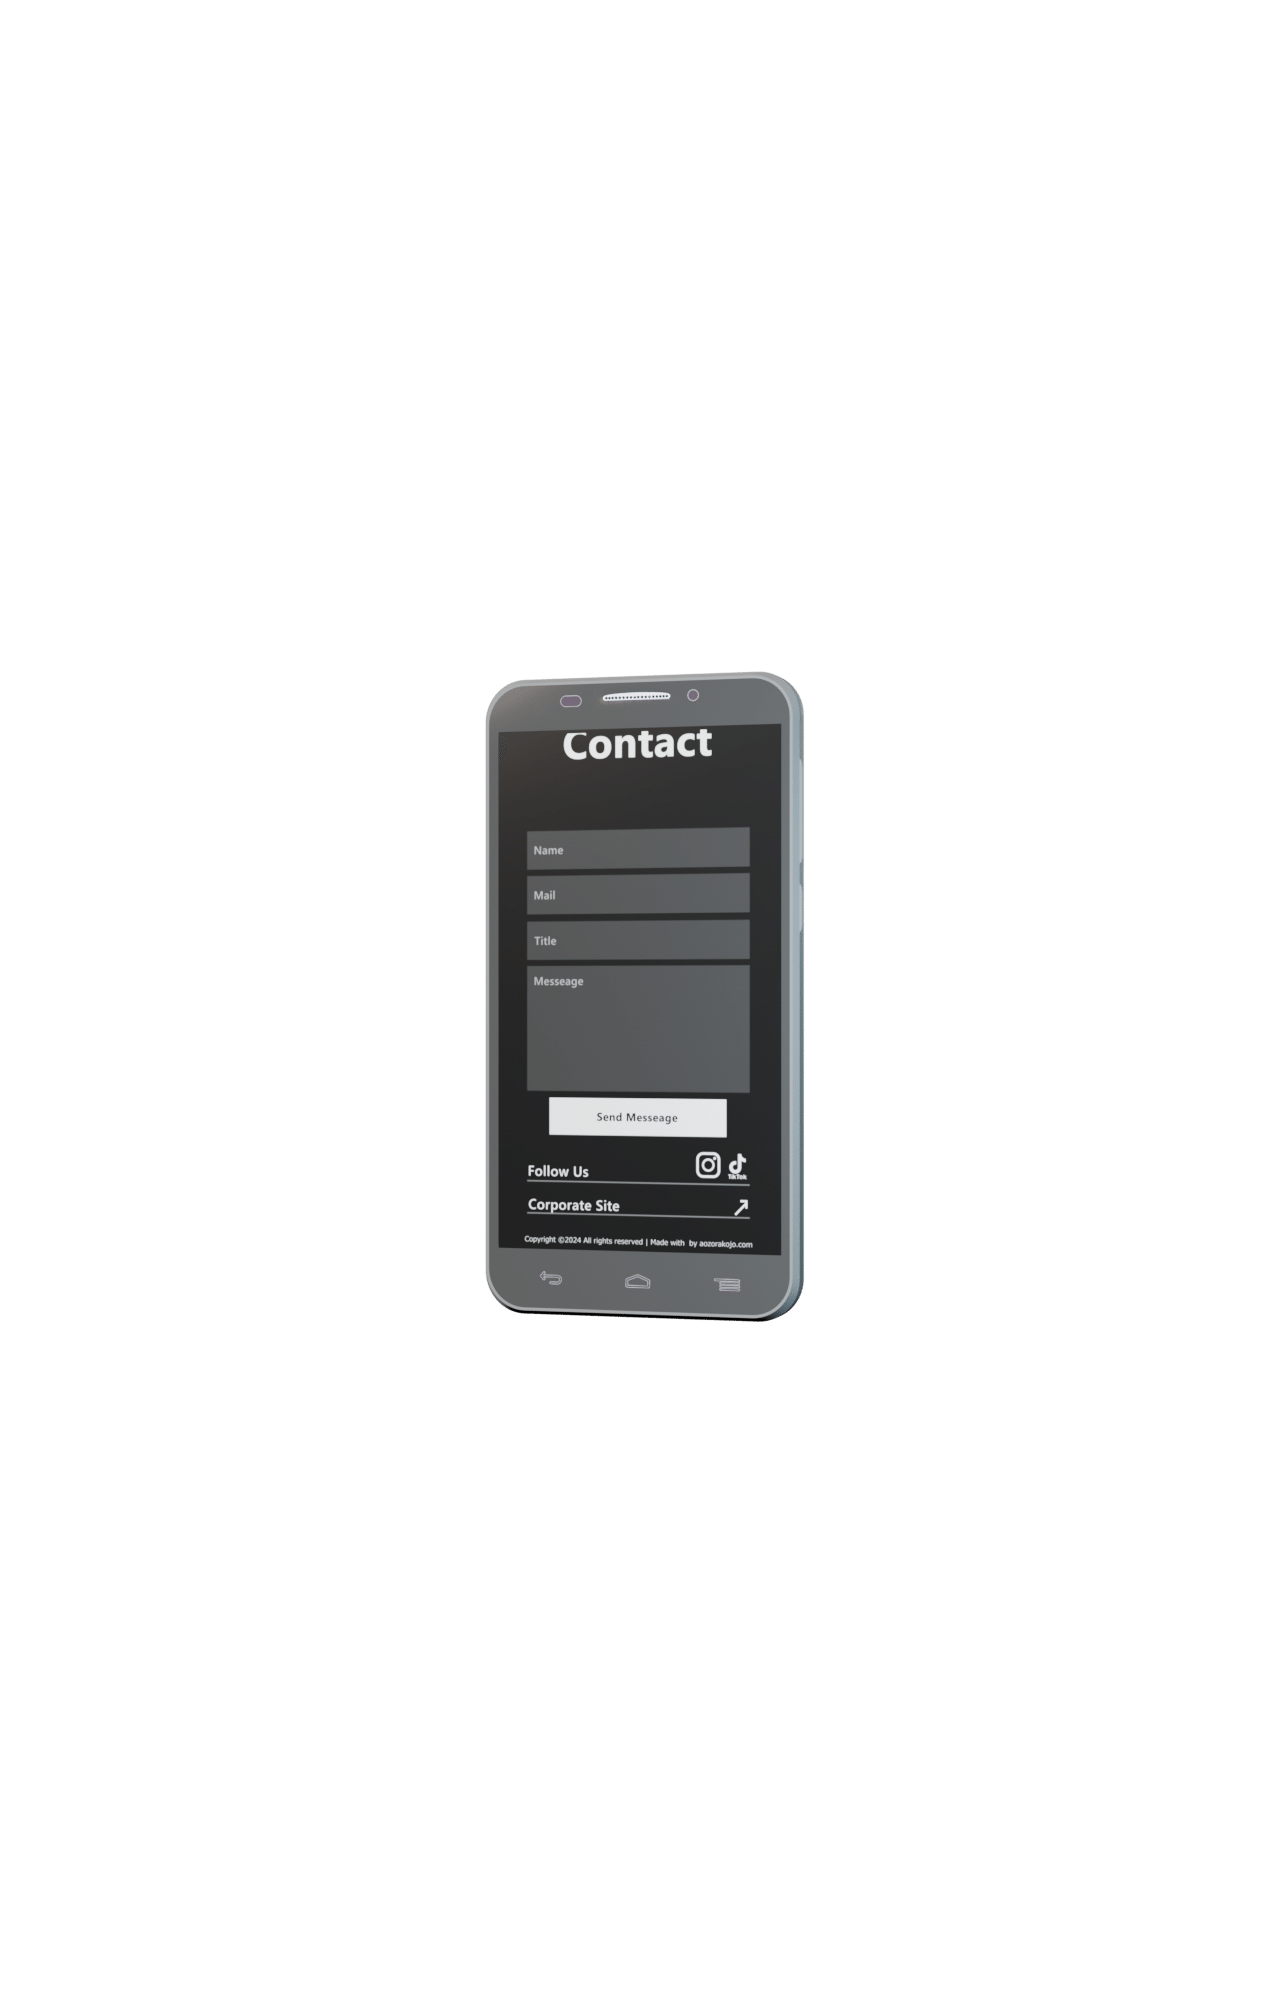 Contact
Name
Mail
Title
Messeage
Send Messeage
Follow Us
TikTok
Corporate Site
Copyright ©2024 All rights reserved | Made with by aozorakojo.com